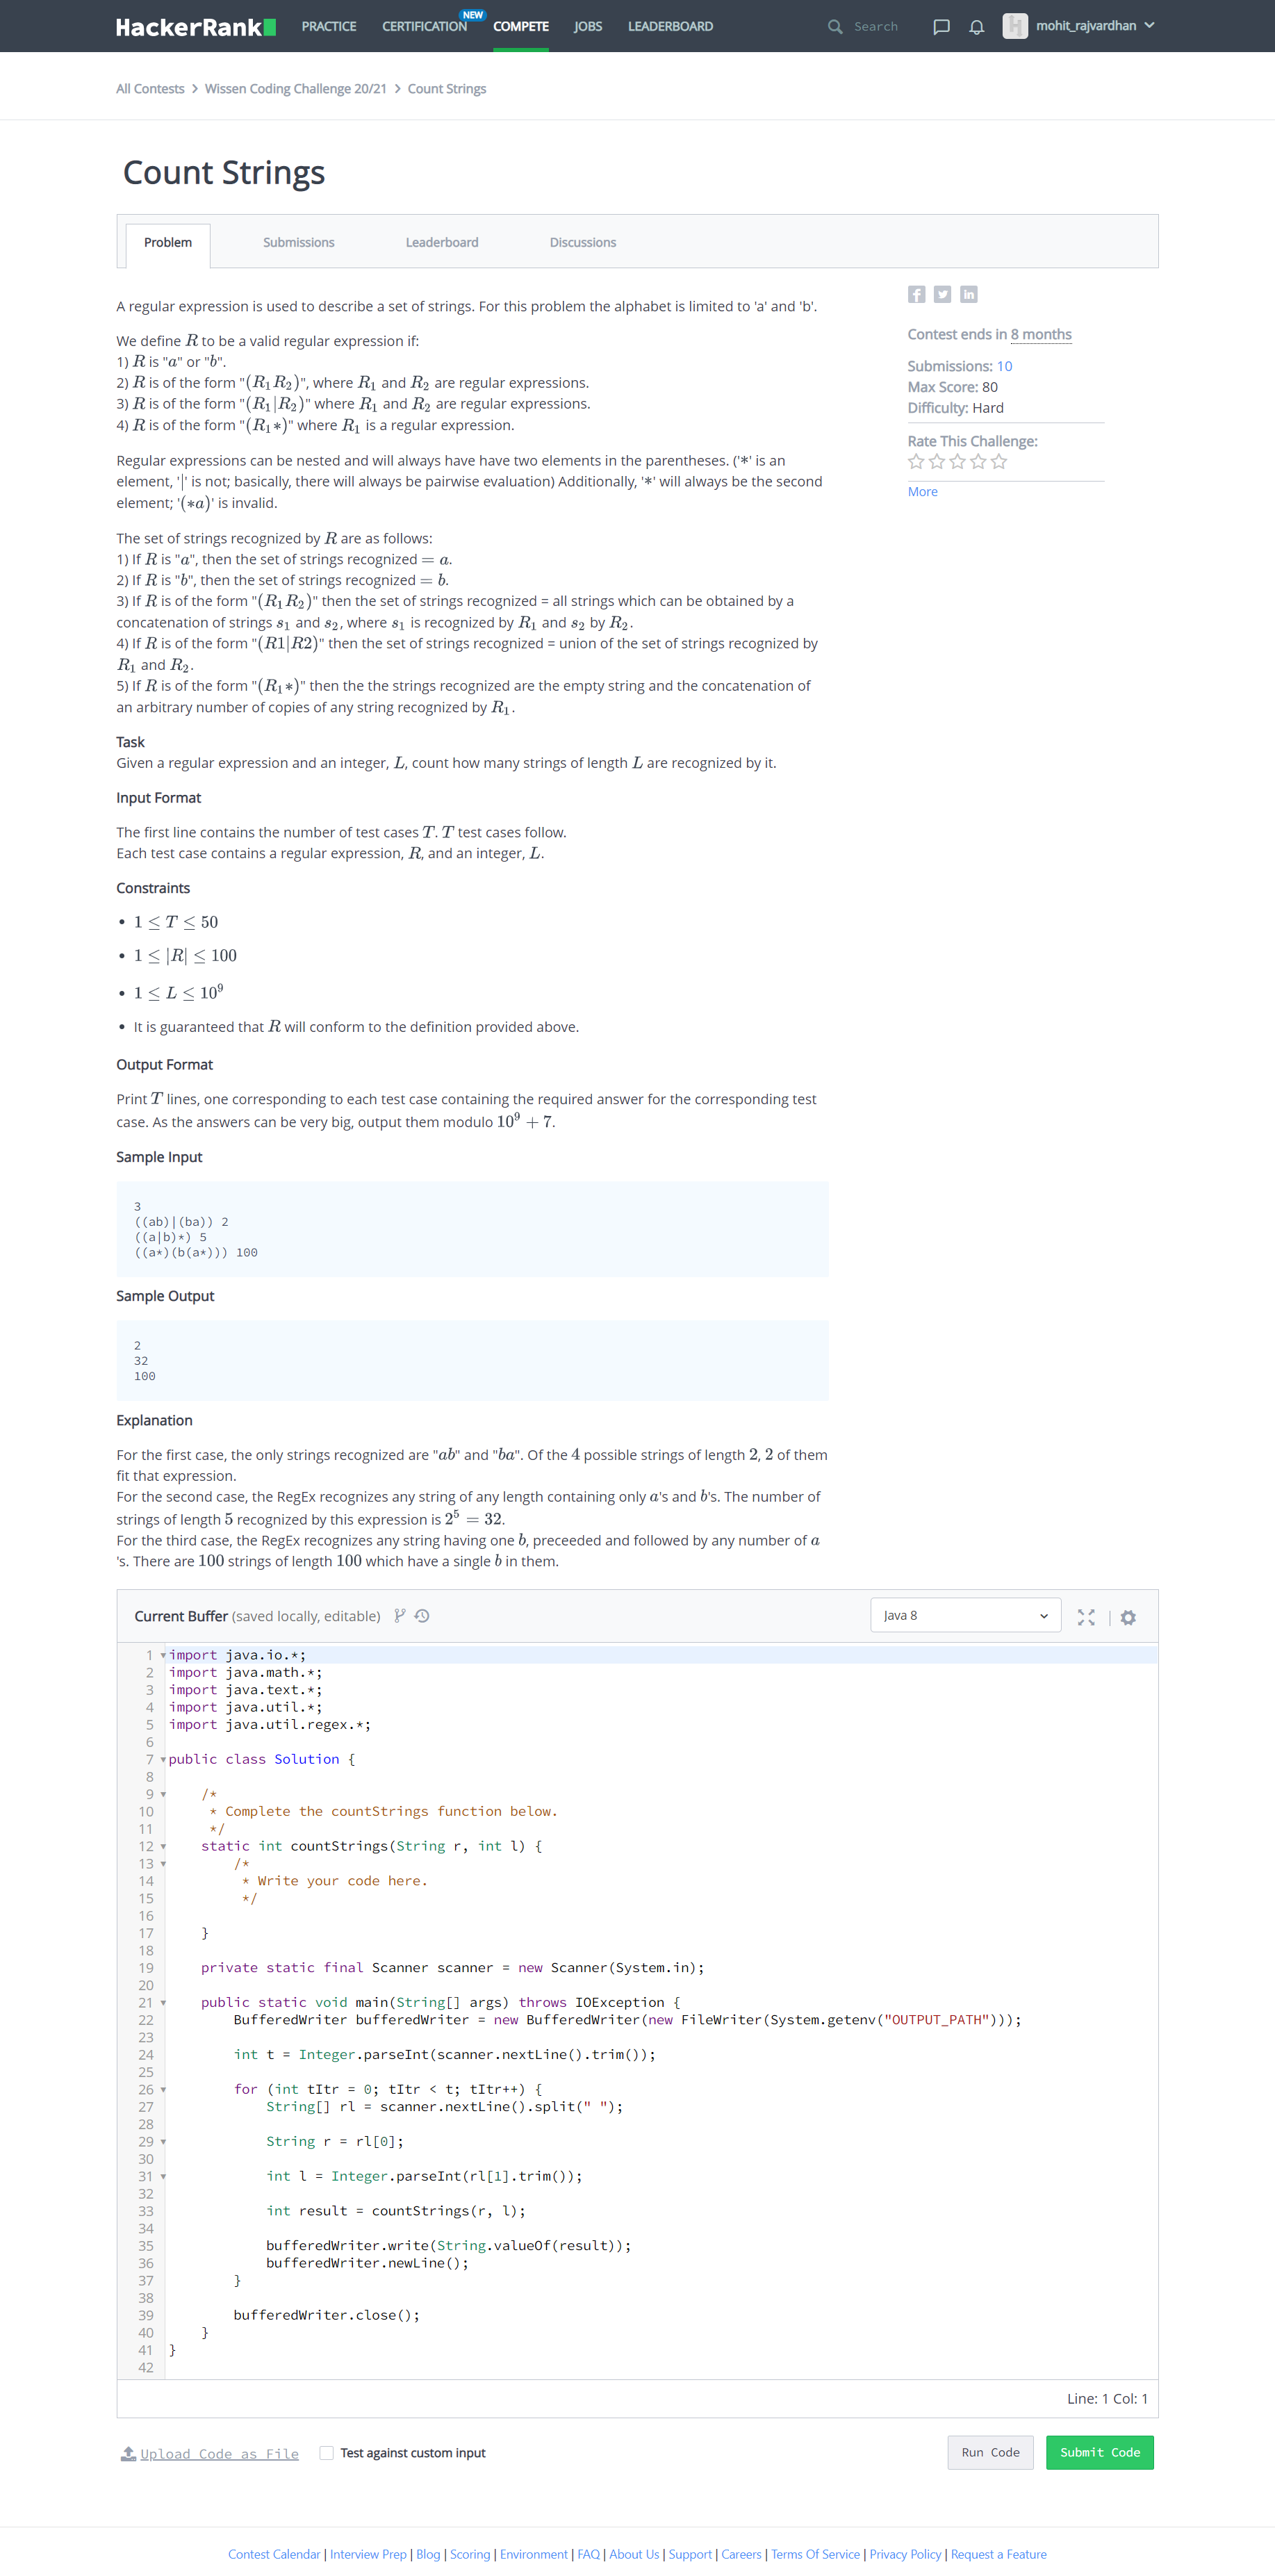 HackerRank
PRACTICE
CERTIFICATION
NEW
COMPETE
JOBS
LEADERBOARD
Search
H
mohit_rajvardhan
All Contests > Wissen Coding Challenge 20/21 > Count Strings
Count Strings
Problem
Submissions
Leaderboard
Discussions
A regular expression is used to describe a set of strings. For this problem the alphabet is limited to 'a' and 'b'.
We define R to be a valid regular expression if:
1) R is "a" or "b".
2) R is of the form "(R₁R₂)", where R₁ and R₂ are regular expressions.
3) R is of the form "(R₁|R₂)" where R₁ and R₂ are regular expressions.
4) R is of the form "(R₁∗)" where R₁ is a regular expression.
Regular expressions can be nested and will always have have two elements in the parentheses. ('∗' is an
element, '|' is not; basically, there will always be pairwise evaluation) Additionally, '∗' will always be the second
element; '(∗a)' is invalid.
The set of strings recognized by R are as follows:
1) If R is "a", then the set of strings recognized = a.
2) If R is "b", then the set of strings recognized = b.
3) If R is of the form "(R₁R₂)" then the set of strings recognized = all strings which can be obtained by a
concatenation of strings s₁ and s₂, where s₁ is recognized by R₁ and s₂ by R₂.
4) If R is of the form "(R1|R2)" then the set of strings recognized = union of the set of strings recognized by
R₁ and R₂.
5) If R is of the form "(R₁∗)" then the the strings recognized are the empty string and the concatenation of
an arbitrary number of copies of any string recognized by R₁.
Task
Given a regular expression and an integer, L, count how many strings of length L are recognized by it.
Input Format
The first line contains the number of test cases T. T test cases follow.
Each test case contains a regular expression, R, and an integer, L.
Constraints
• 1 ≤ T ≤ 50
• 1 ≤ |R| ≤ 100
• 1 ≤ L ≤ 10⁹
• It is guaranteed that R will conform to the definition provided above.
Output Format
Print T lines, one corresponding to each test case containing the required answer for the corresponding test
case. As the answers can be very big, output them modulo 10⁹ + 7.
Sample Input
3
((ab)|(ba)) 2
((a|b)*) 5
((a*)(b(a*))) 100
Sample Output
2
32
100
Explanation
For the first case, the only strings recognized are "ab" and "ba". Of the 4 possible strings of length 2, 2 of them
fit that expression.
For the second case, the RegEx recognizes any string of any length containing only a's and b's. The number of
strings of length 5 recognized by this expression is 2⁵ = 32.
For the third case, the RegEx recognizes any string having one b, preceeded and followed by any number of a
's. There are 100 strings of length 100 which have a single b in them.
Contest ends in 8 months
Submissions: 10
Max Score: 80
Difficulty: Hard
Rate This Challenge:
More
Current Buffer (saved locally, editable)
Java 8
1 import java.io.*;
2 import java.math.*;
3 import java.text.*;
4 import java.util.*;
5 import java.util.regex.*;
6
7 public class Solution {
8
9     /*
10      * Complete the countStrings function below.
11      */
12     static int countStrings(String r, int l) {
13         /*
14          * Write your code here.
15          */
16
17     }
18
19     private static final Scanner scanner = new Scanner(System.in);
20
21     public static void main(String[] args) throws IOException {
22         BufferedWriter bufferedWriter = new BufferedWriter(new FileWriter(System.getenv("OUTPUT_PATH")));
23
24         int t = Integer.parseInt(scanner.nextLine().trim());
25
26         for (int tItr = 0; tItr < t; tItr++) {
27             String[] rl = scanner.nextLine().split(" ");
28
29             String r = rl[0];
30
31             int l = Integer.parseInt(rl[1].trim());
32
33             int result = countStrings(r, l);
34
35             bufferedWriter.write(String.valueOf(result));
36             bufferedWriter.newLine();
37         }
38
39         bufferedWriter.close();
40     }
41 }
42
Line: 1 Col: 1
Upload Code as File
Test against custom input
Run Code
Submit Code
Contest Calendar | Interview Prep | Blog | Scoring | Environment | FAQ | About Us | Support | Careers | Terms Of Service | Privacy Policy | Request a Feature